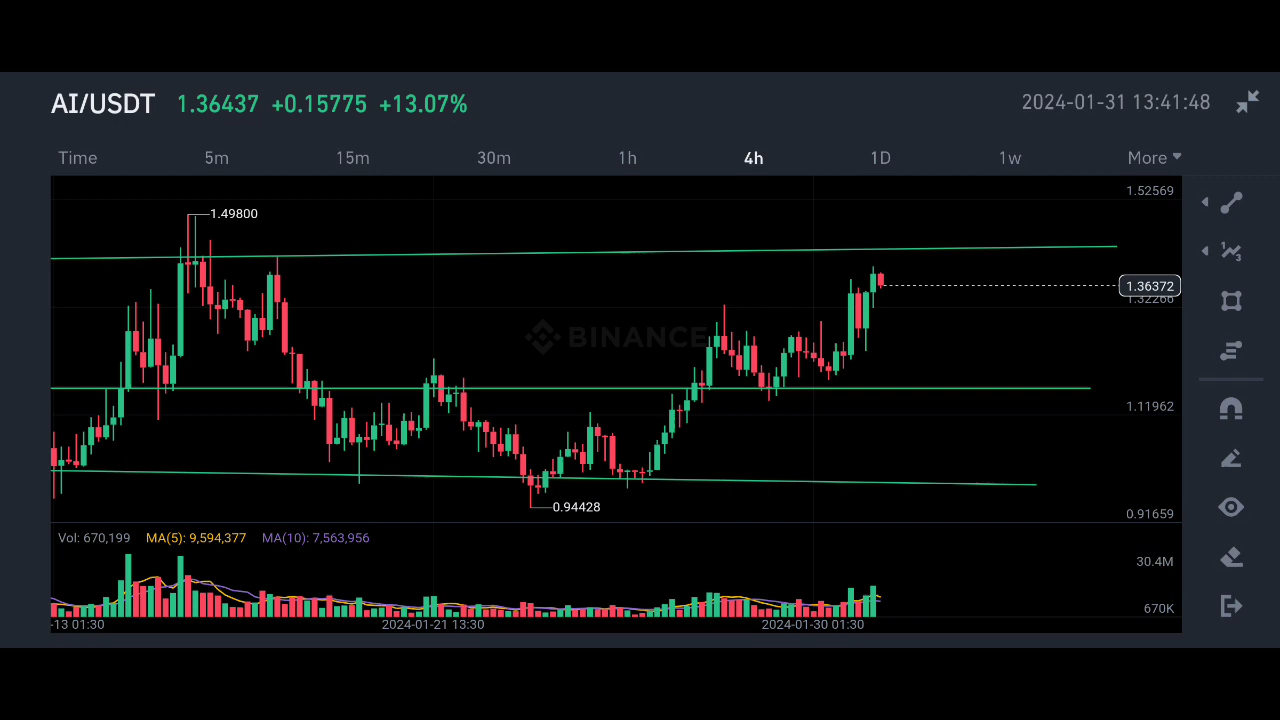 AI/USDT 1.36437 +0.15775 +13.07% 2024-01-31 13:41:48
Time 5m 15m 30m 1h 4h 1D 1w More
1.52569
1.49800
1.36372
1.32266
BINANCE
1.11962
0.94428
0.91659
Vol: 670,199 MA(5): 9,594,377 MA(10): 7,563,956
30.4M
670K
-13 01:30 2024-01-21 13:30 2024-01-30 01:30